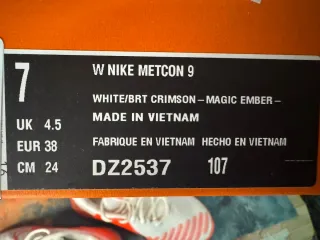 7
W NIKE METCON 9
WHITE/BRT CRIMSON–MAGIC EMBER–
UK 4.5
MADE IN VIETNAM
EUR 38
FABRIQUE EN VIETNAM HECHO EN VIETNAM
CM 24
DZ2537 107